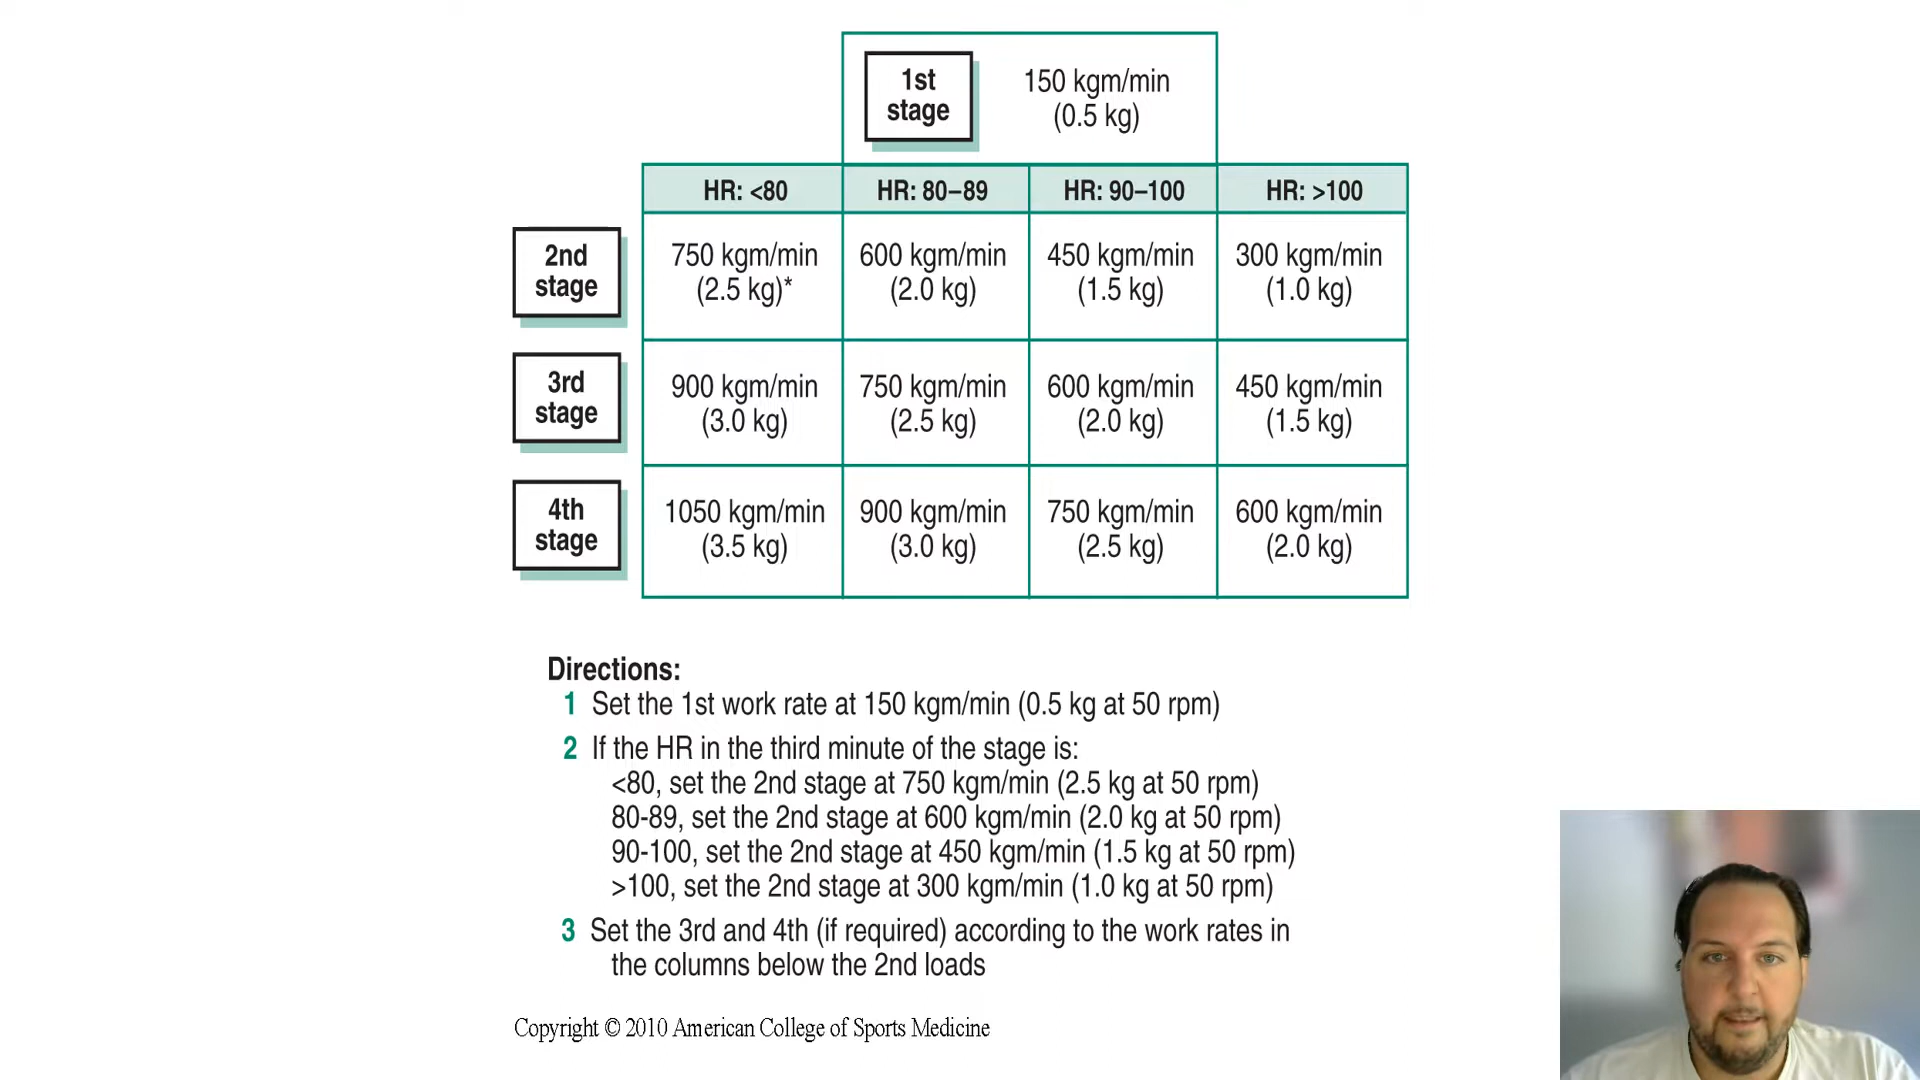 1st
stage
150 kgm/min
(0.5 kg)
HR: <80 HR: 80–89 HR: 90–100 HR: >100
2nd
stage
750 kgm/min
(2.5 kg)*
600 kgm/min
(2.0 kg)
450 kgm/min
(1.5 kg)
300 kgm/min
(1.0 kg)
3rd
stage
900 kgm/min
(3.0 kg)
750 kgm/min
(2.5 kg)
600 kgm/min
(2.0 kg)
450 kgm/min
(1.5 kg)
4th
stage
1050 kgm/min
(3.5 kg)
900 kgm/min
(3.0 kg)
750 kgm/min
(2.5 kg)
600 kgm/min
(2.0 kg)
Directions:
1 Set the 1st work rate at 150 kgm/min (0.5 kg at 50 rpm)
2 If the HR in the third minute of the stage is:
<80, set the 2nd stage at 750 kgm/min (2.5 kg at 50 rpm)
80-89, set the 2nd stage at 600 kgm/min (2.0 kg at 50 rpm)
90-100, set the 2nd stage at 450 kgm/min (1.5 kg at 50 rpm)
>100, set the 2nd stage at 300 kgm/min (1.0 kg at 50 rpm)
3 Set the 3rd and 4th (if required) according to the work rates in
the columns below the 2nd loads
Copyright © 2010 American College of Sports Medicine